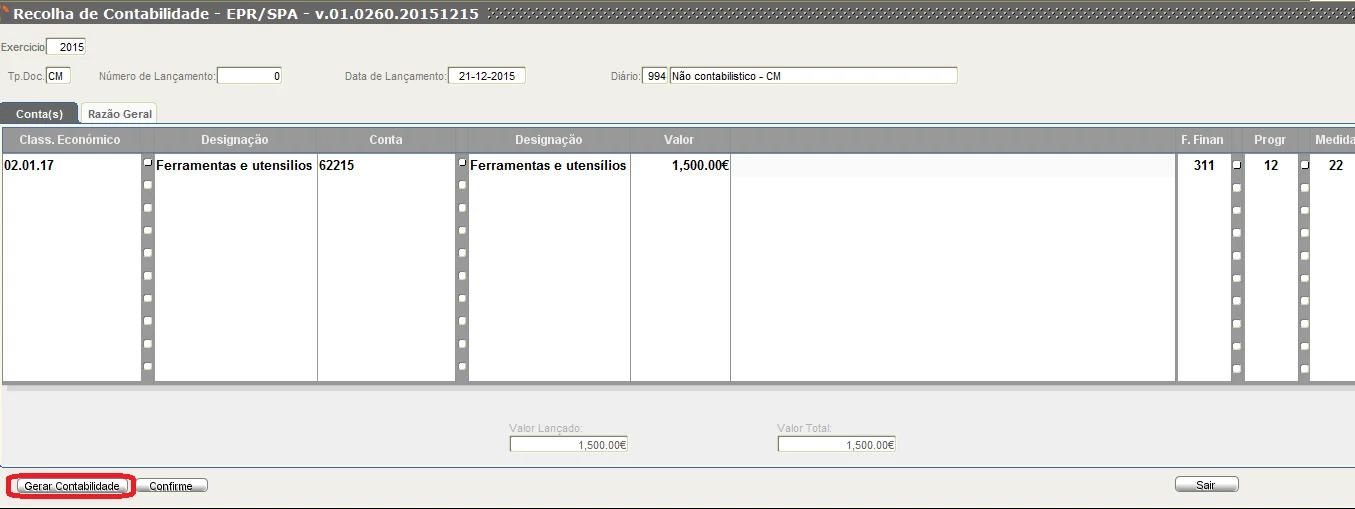 Recolha de Contabilidade - EPR/SPA - v.01.0260.20151215
Exercicio 2015
Tp.Doc. CM Número de Lançamento: 0 Data de Lançamento: 21-12-2015 Diário: 994 Não contabilistico - CM
Conta(s) Razão Geral
Class. Económico Designação Conta Designação Valor F. Finan Progr Medida
02.01.17 Ferramentas e utensilios 62215 Ferramentas e utensílios 1,500.00€ 311 12 22
Valor Lançado: Valor Total:
1,500.00€ 1,500.00€
Gerar Contabilidade Confirme Sair